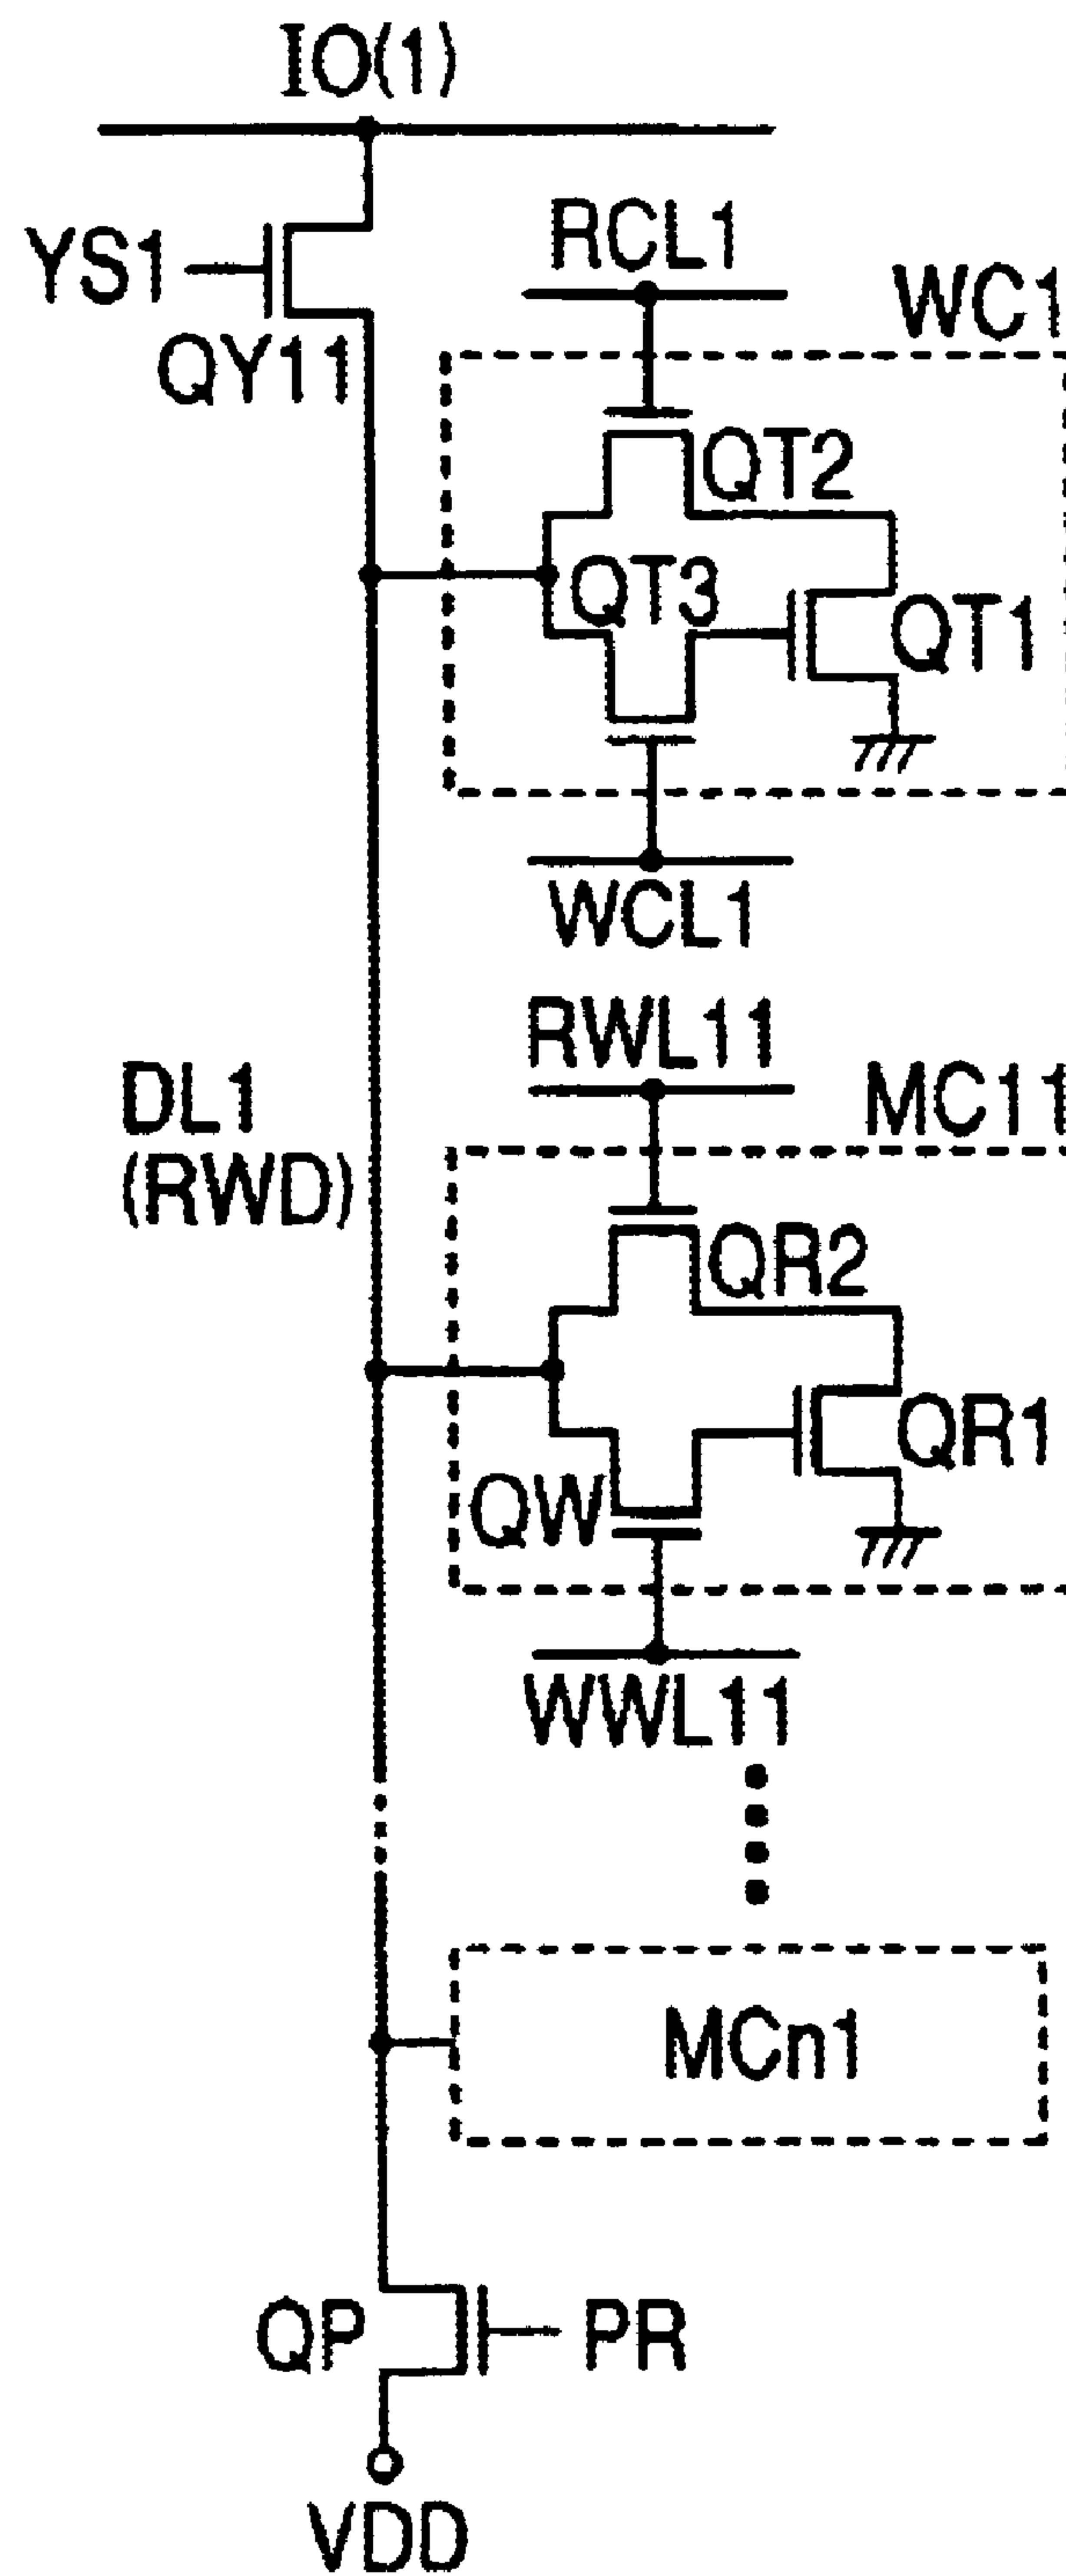 IO(1)
RCL1
YS1
WC1
QY11
QT2
QT3
QT1
WCL1
RWL11
DL1
(RWD)
MC11
QR2
QR1
QW
WWL11
MCn1
QP
PR
VDD